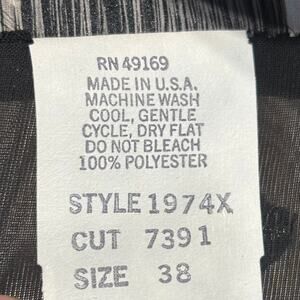 RN 49169
MADE IN U.S.A.
MACHINE WASH
COOL, GENTLE
CYCLE, DRY FLAT
DO NOT BLEACH
100% POLYESTER
STYLE 1974X
CUT 7391
SIZE 38